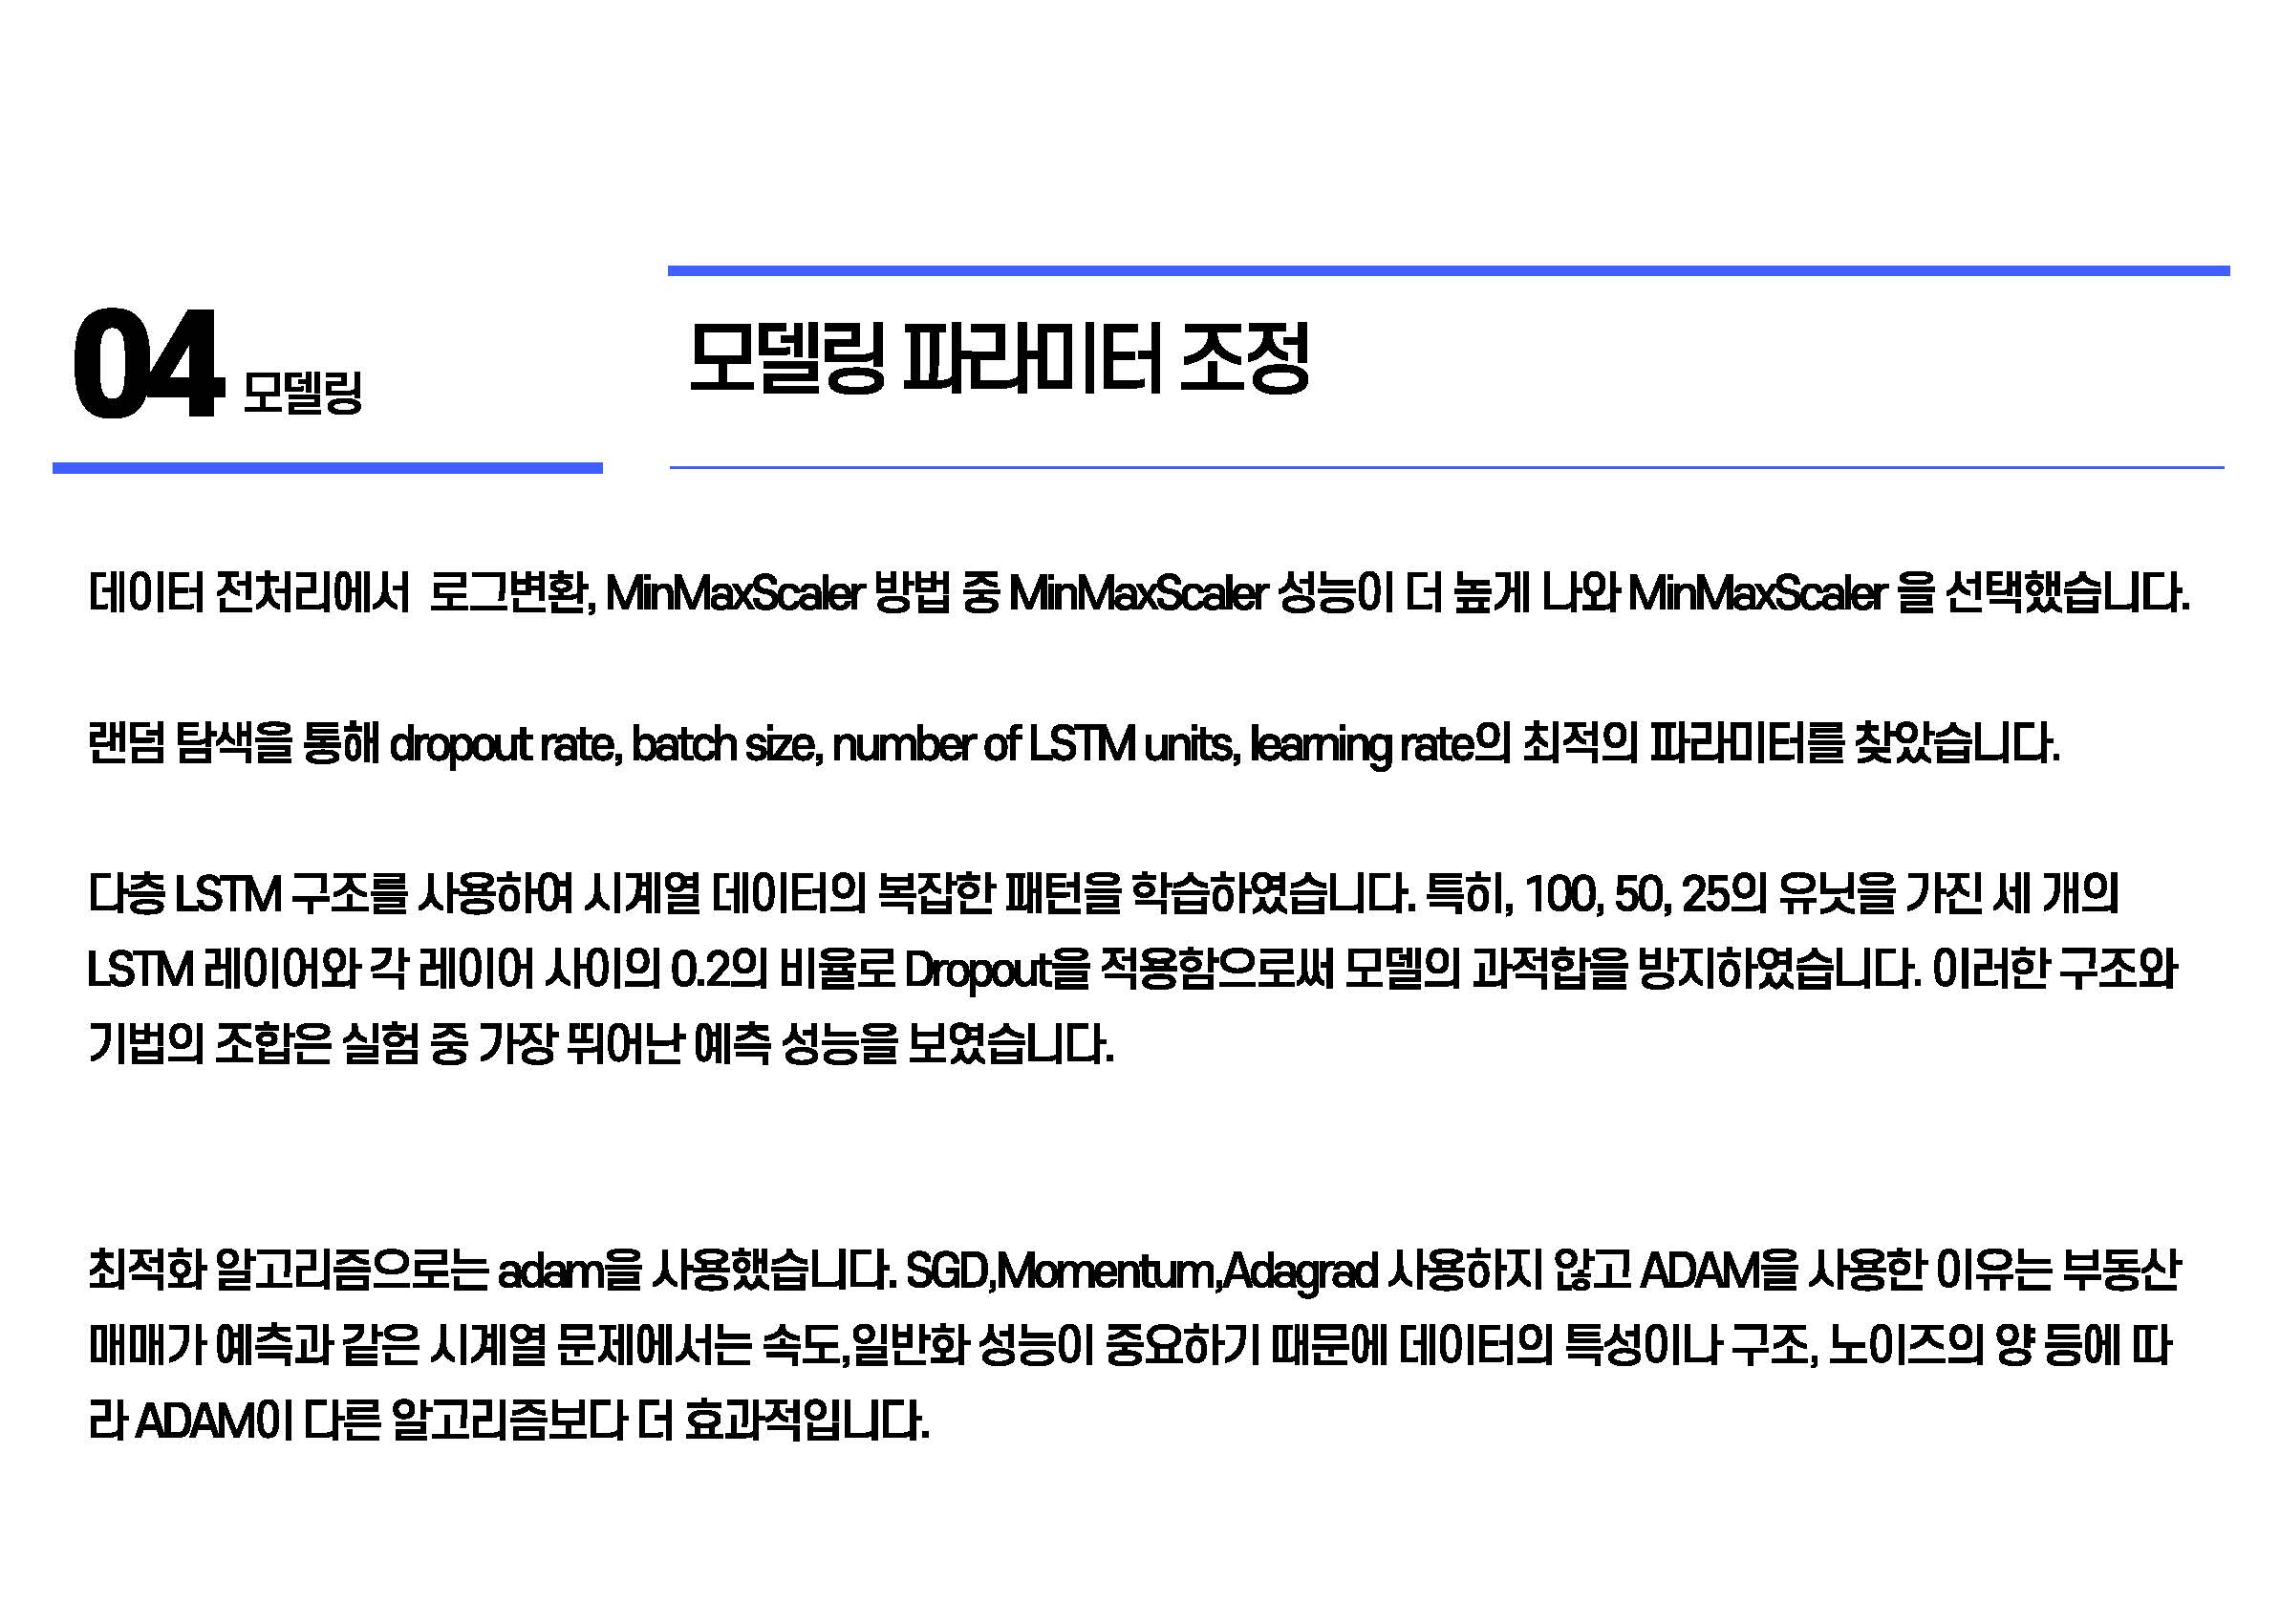 04 모델링
모델링 파라미터 조정
데이터 전처리에서 로그변환, MinMaxScaler 방법 중 MinMaxScaler 성능이 더 높게 나와 MinMaxScaler 을 선택했습니다.
랜덤 탐색을 통해 dropout rate, batch size, number of LSTM units, learning rate의 최적의 파라미터를 찾았습니다.
다층 LSTM 구조를 사용하여 시계열 데이터의 복잡한 패턴을 학습하였습니다. 특히, 100, 50, 25의 유닛을 가진 세 개의
LSTM 레이어와 각 레이어 사이의 0.2의 비율로 Dropout을 적용함으로써 모델의 과적합을 방지하였습니다. 이러한 구조와
기법의 조합은 실험 중 가장 뛰어난 예측 성능을 보였습니다.
최적화 알고리즘으로는 adam을 사용했습니다. SGD,Momentum,Adagrad 사용하지 않고 ADAM을 사용한 이유는 부동산
매매가 예측과 같은 시계열 문제에서는 속도,일반화 성능이 중요하기 때문에 데이터의 특성이나 구조, 노이즈의 양 등에 따
라 ADAM이 다른 알고리즘보다 더 효과적입니다.